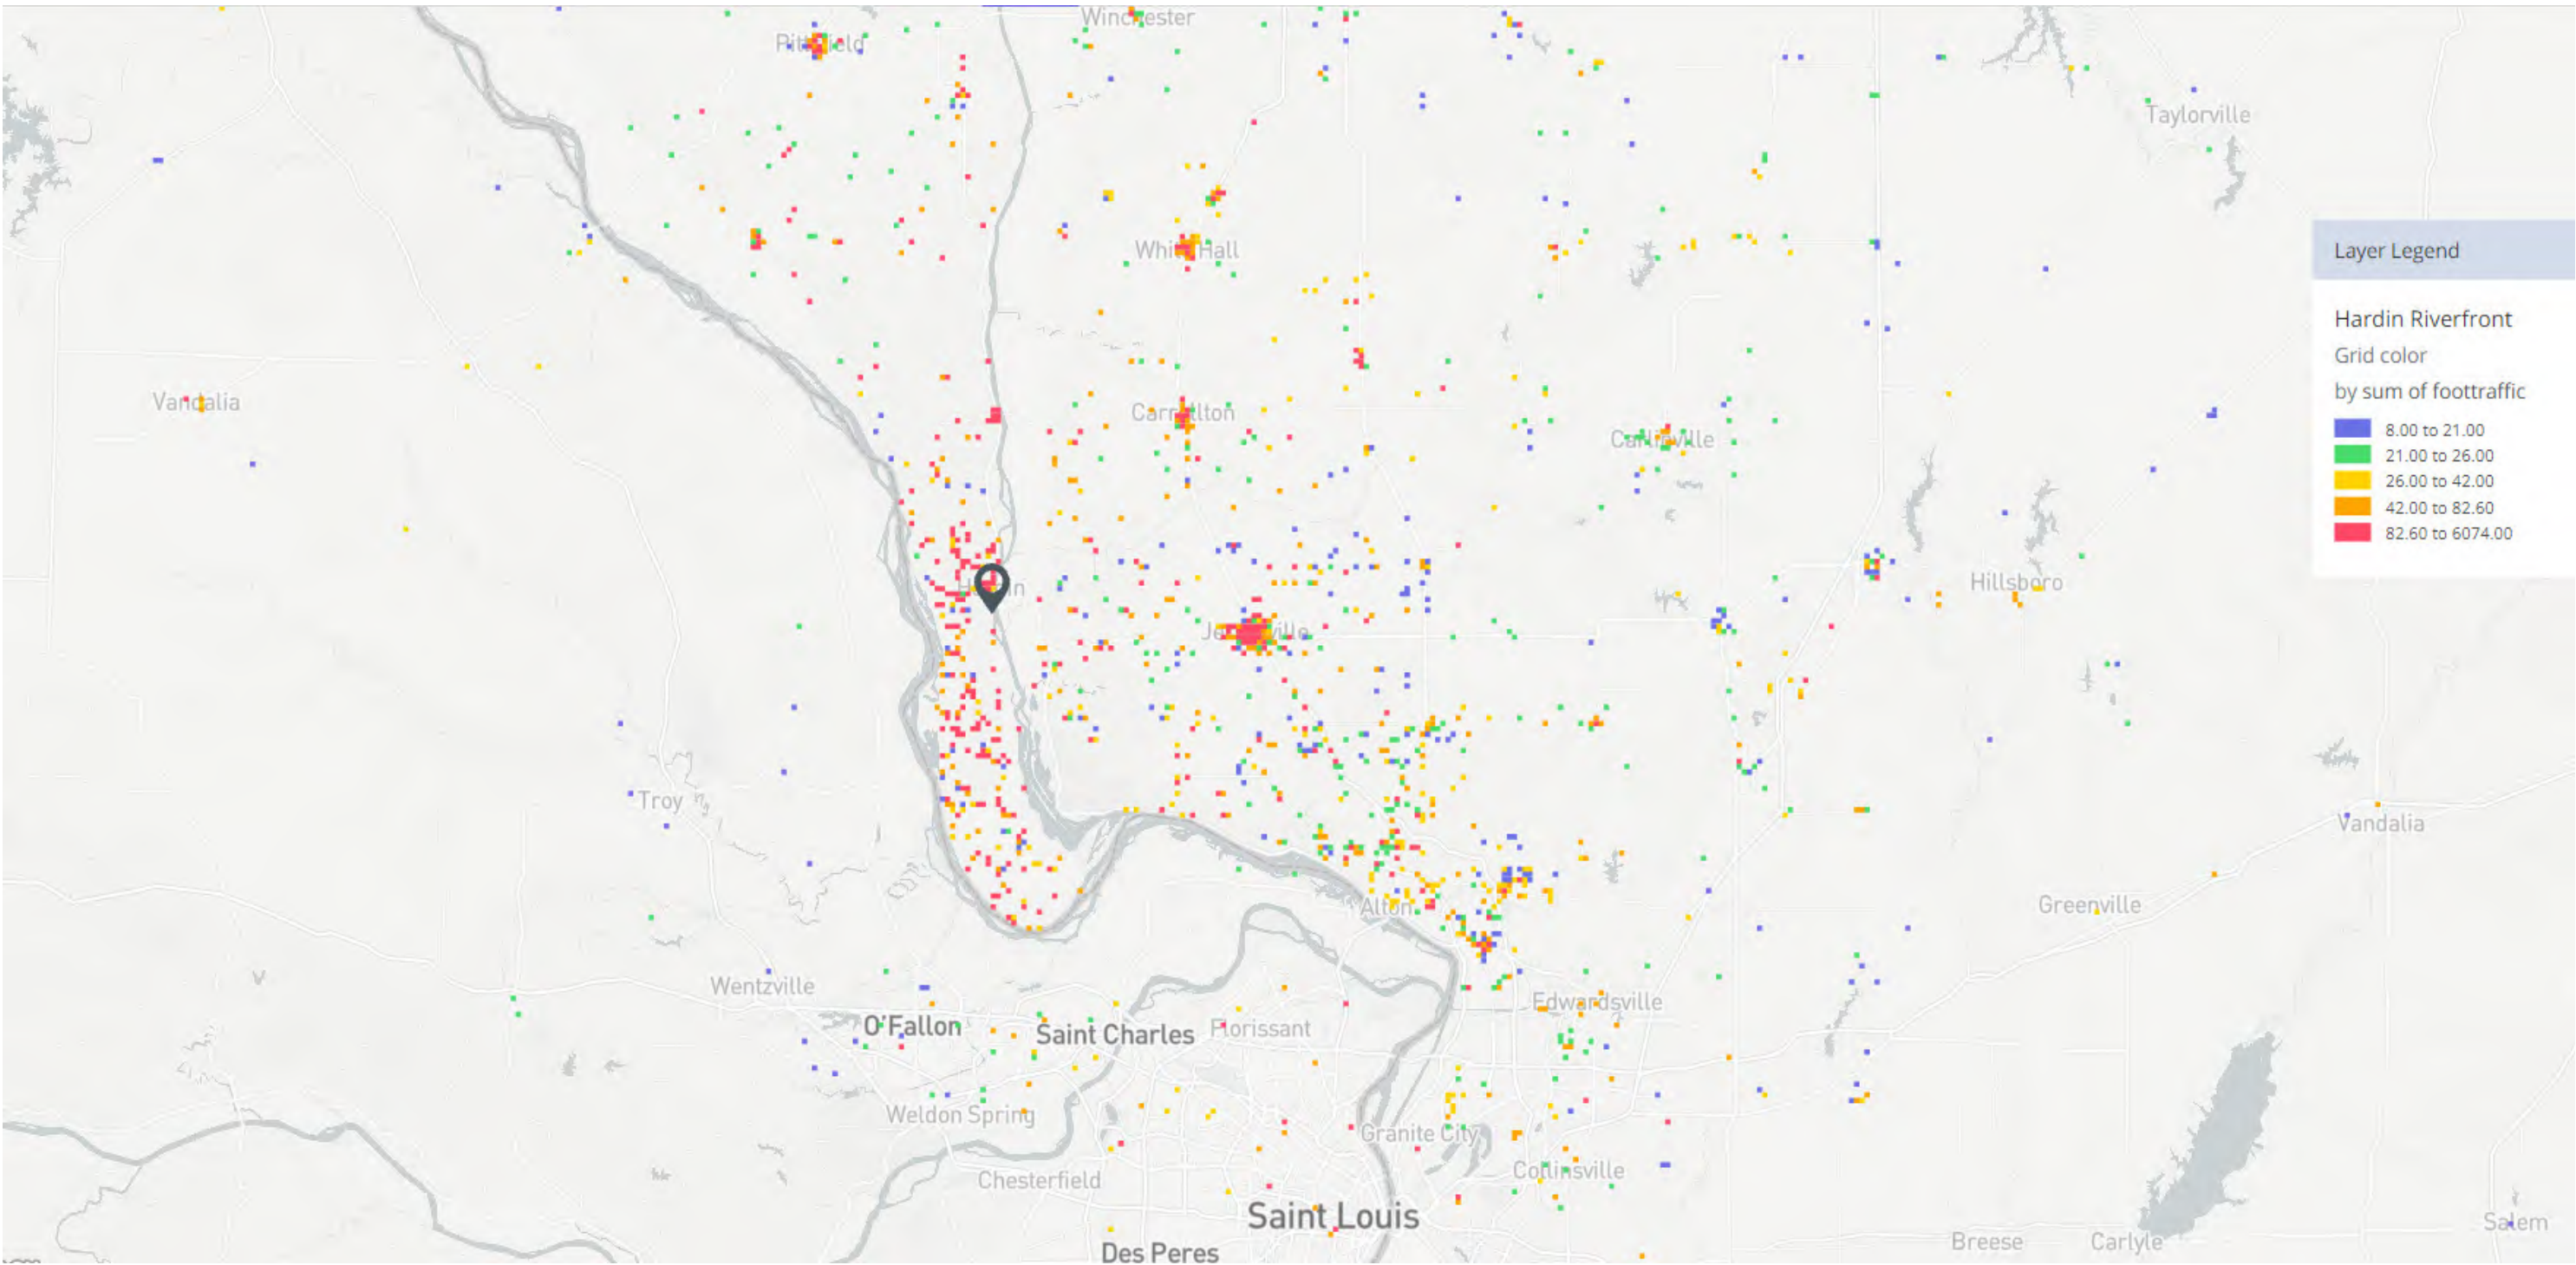 Winchester
Pittsfield
Taylorville
White Hall
Layer Legend
Hardin Riverfront
Grid color
by sum of foottraffic
8.00 to 21.00
21.00 to 26.00
26.00 to 42.00
42.00 to 82.60
82.60 to 6074.00
Vandalia
Carrollton
Carlinville
Hardin
Hillsboro
Jerseyville
Troy
Vandalia
Alton
Greenville
Wentzville
Edwardsville
O'Fallon
Saint Charles
Florissant
Weldon Spring
Granite City
Chesterfield
Collinsville
Saint Louis
Salem
Des Peres
Breese
Carlyle